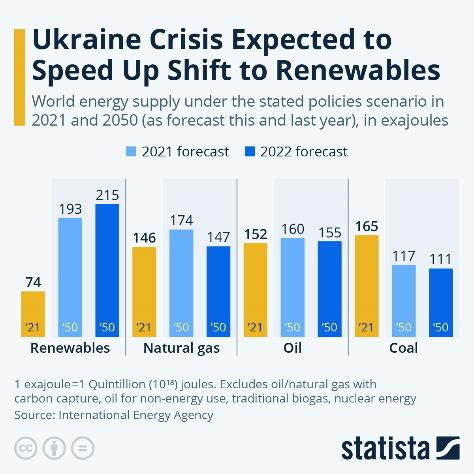 Ukraine Crisis Expected to
Speed Up Shift to Renewables
World energy supply under the stated policies scenario in
2021 and 2050 (as forecast this and last year), in exajoules
2021 forecast 2022 forecast
74 193 215 146 174 147 152 160 155 165 117 111
'21 '50 '50 '21 '50 '50 '21 '50 '50 '21 '50 '50
Renewables Natural gas Oil Coal
1 exajoule=1 Quintillion (10¹⁸) joules. Excludes oil/natural gas with
carbon capture, oil for non-energy use, traditional biogas, nuclear energy
Source: International Energy Agency
cc statista